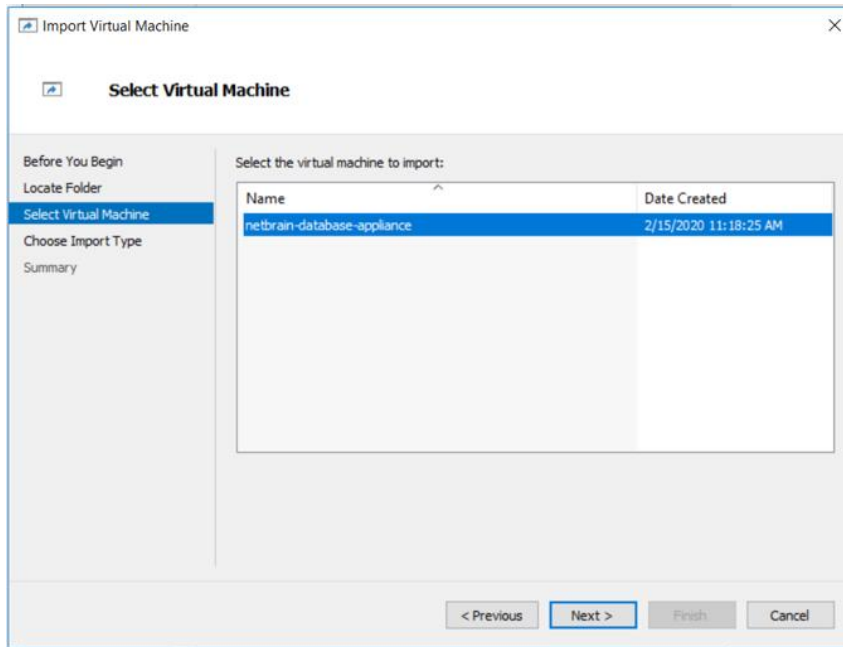 Import Virtual Machine
Select Virtual Machine
Before You Begin
Locate Folder
Select Virtual Machine
Choose Import Type
Summary
Select the virtual machine to import:
Name Date Created
netbrain-database-appliance 2/15/2020 11:18:25 AM
< Previous Next > Finish Cancel